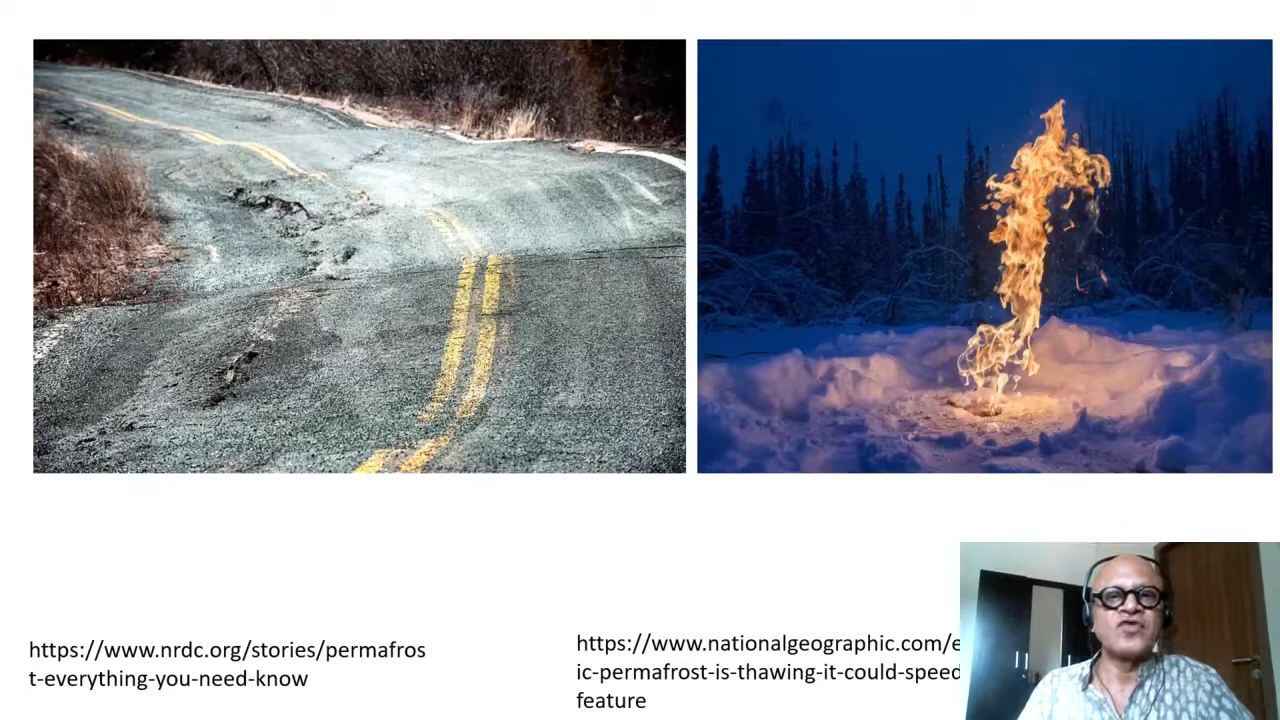 https://www.nrdc.org/stories/permafros
t-everything-you-need-know
https://www.nationalgeographic.com/e
ic-permafrost-is-thawing-it-could-speed
feature